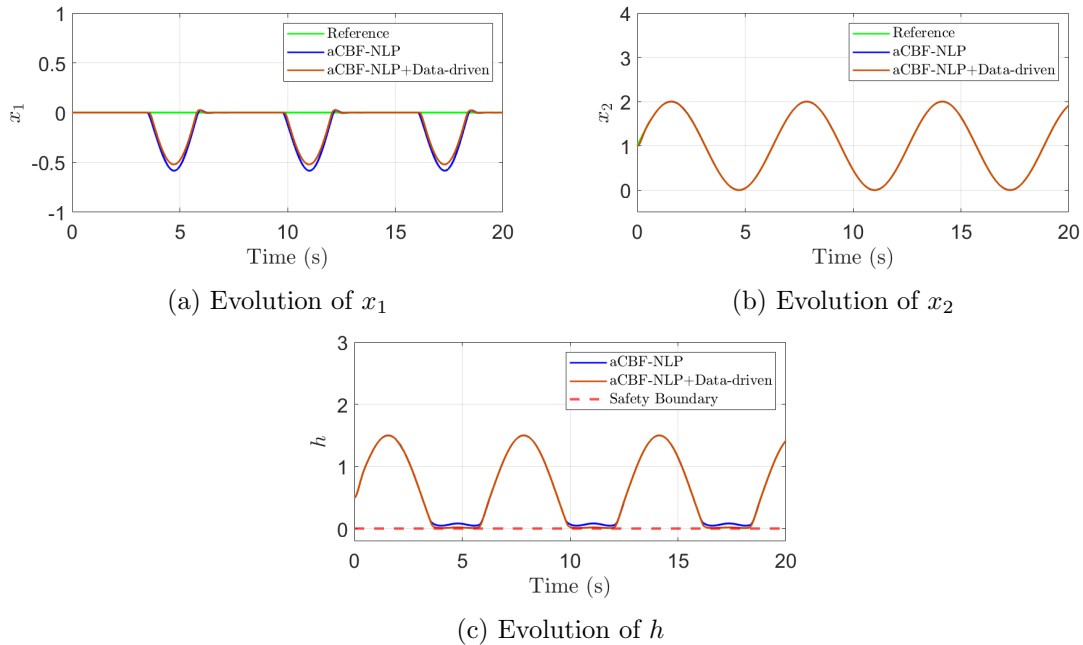 1
0.5
0
-0.5
-1
x₁
Reference
aCBF-NLP
aCBF-NLP+Data-driven
0 5 10 15 20
Time (s)
(a) Evolution of x₁
4
3
2
1
0
x₂
Reference
aCBF-NLP
aCBF-NLP+Data-driven
0 5 10 15 20
Time (s)
(b) Evolution of x₂
3
2
1
0
h
aCBF-NLP
aCBF-NLP+Data-driven
Safety Boundary
0 5 10 15 20
Time (s)
(c) Evolution of h